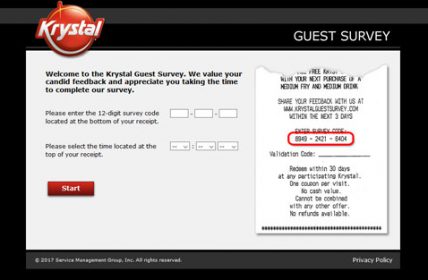 Krystal
GUEST SURVEY
Welcome to the Krystal Guest Survey. We value your
candid feedback and appreciate you taking the time
to complete our survey.
Please enter the 12-digit survey code
located at the bottom of your receipt.
- -
Please select the time located at the
top of your receipt.
-- : -- --
Start
YOUR FREE
WITH YOUR NEXT PURCHASE OF A
MEDIUM FRY AND MEDIUM DRINK
SHARE YOUR FEEDBACK WITH US AT
WWW.KRYSTALGUESTSURVEY.COM
WITHIN THE NEXT 3 DAYS
ENTER SURVEY CODE:
8949 - 2421 - 8404
Validation Code:
Redeem within 30 days
at any participating Krystal.
One coupon per visit.
No cash value.
Cannot be combined
with any other offer.
No refunds available.
© 2017 Service Management Group, Inc. All rights reserved.
Privacy Policy